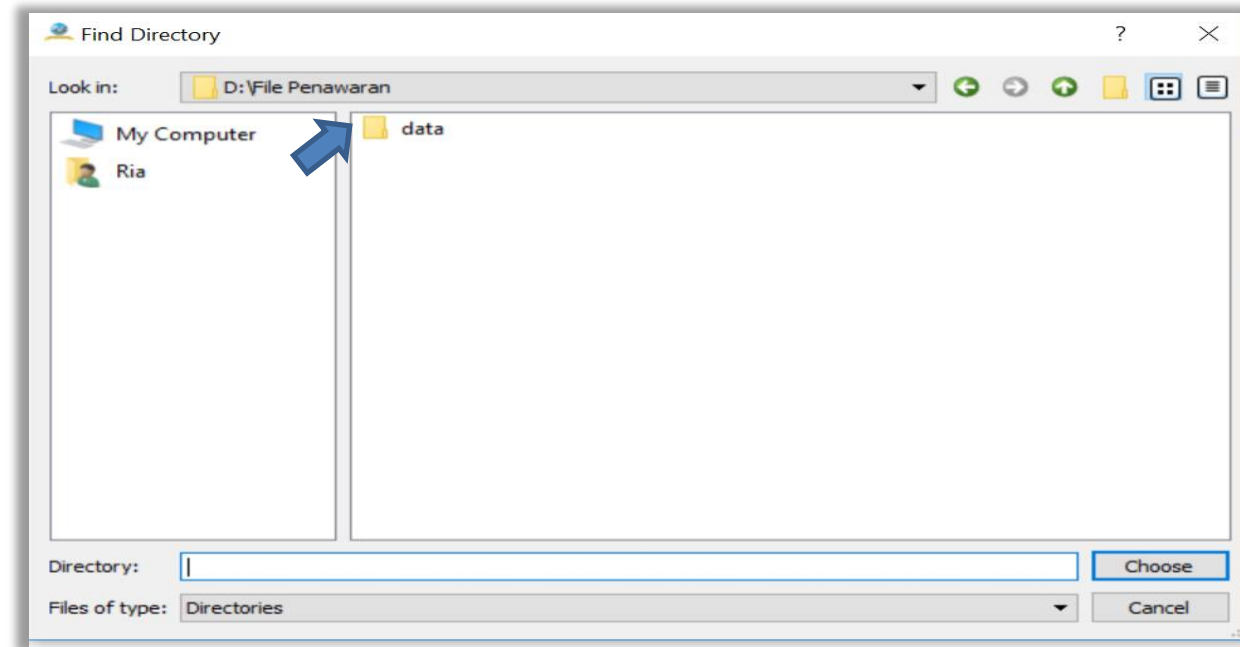 Find Directory
?
Look in:
D:\File Penawaran
My Computer
data
Ria
Directory:
Choose
Files of type:
Directories
Cancel